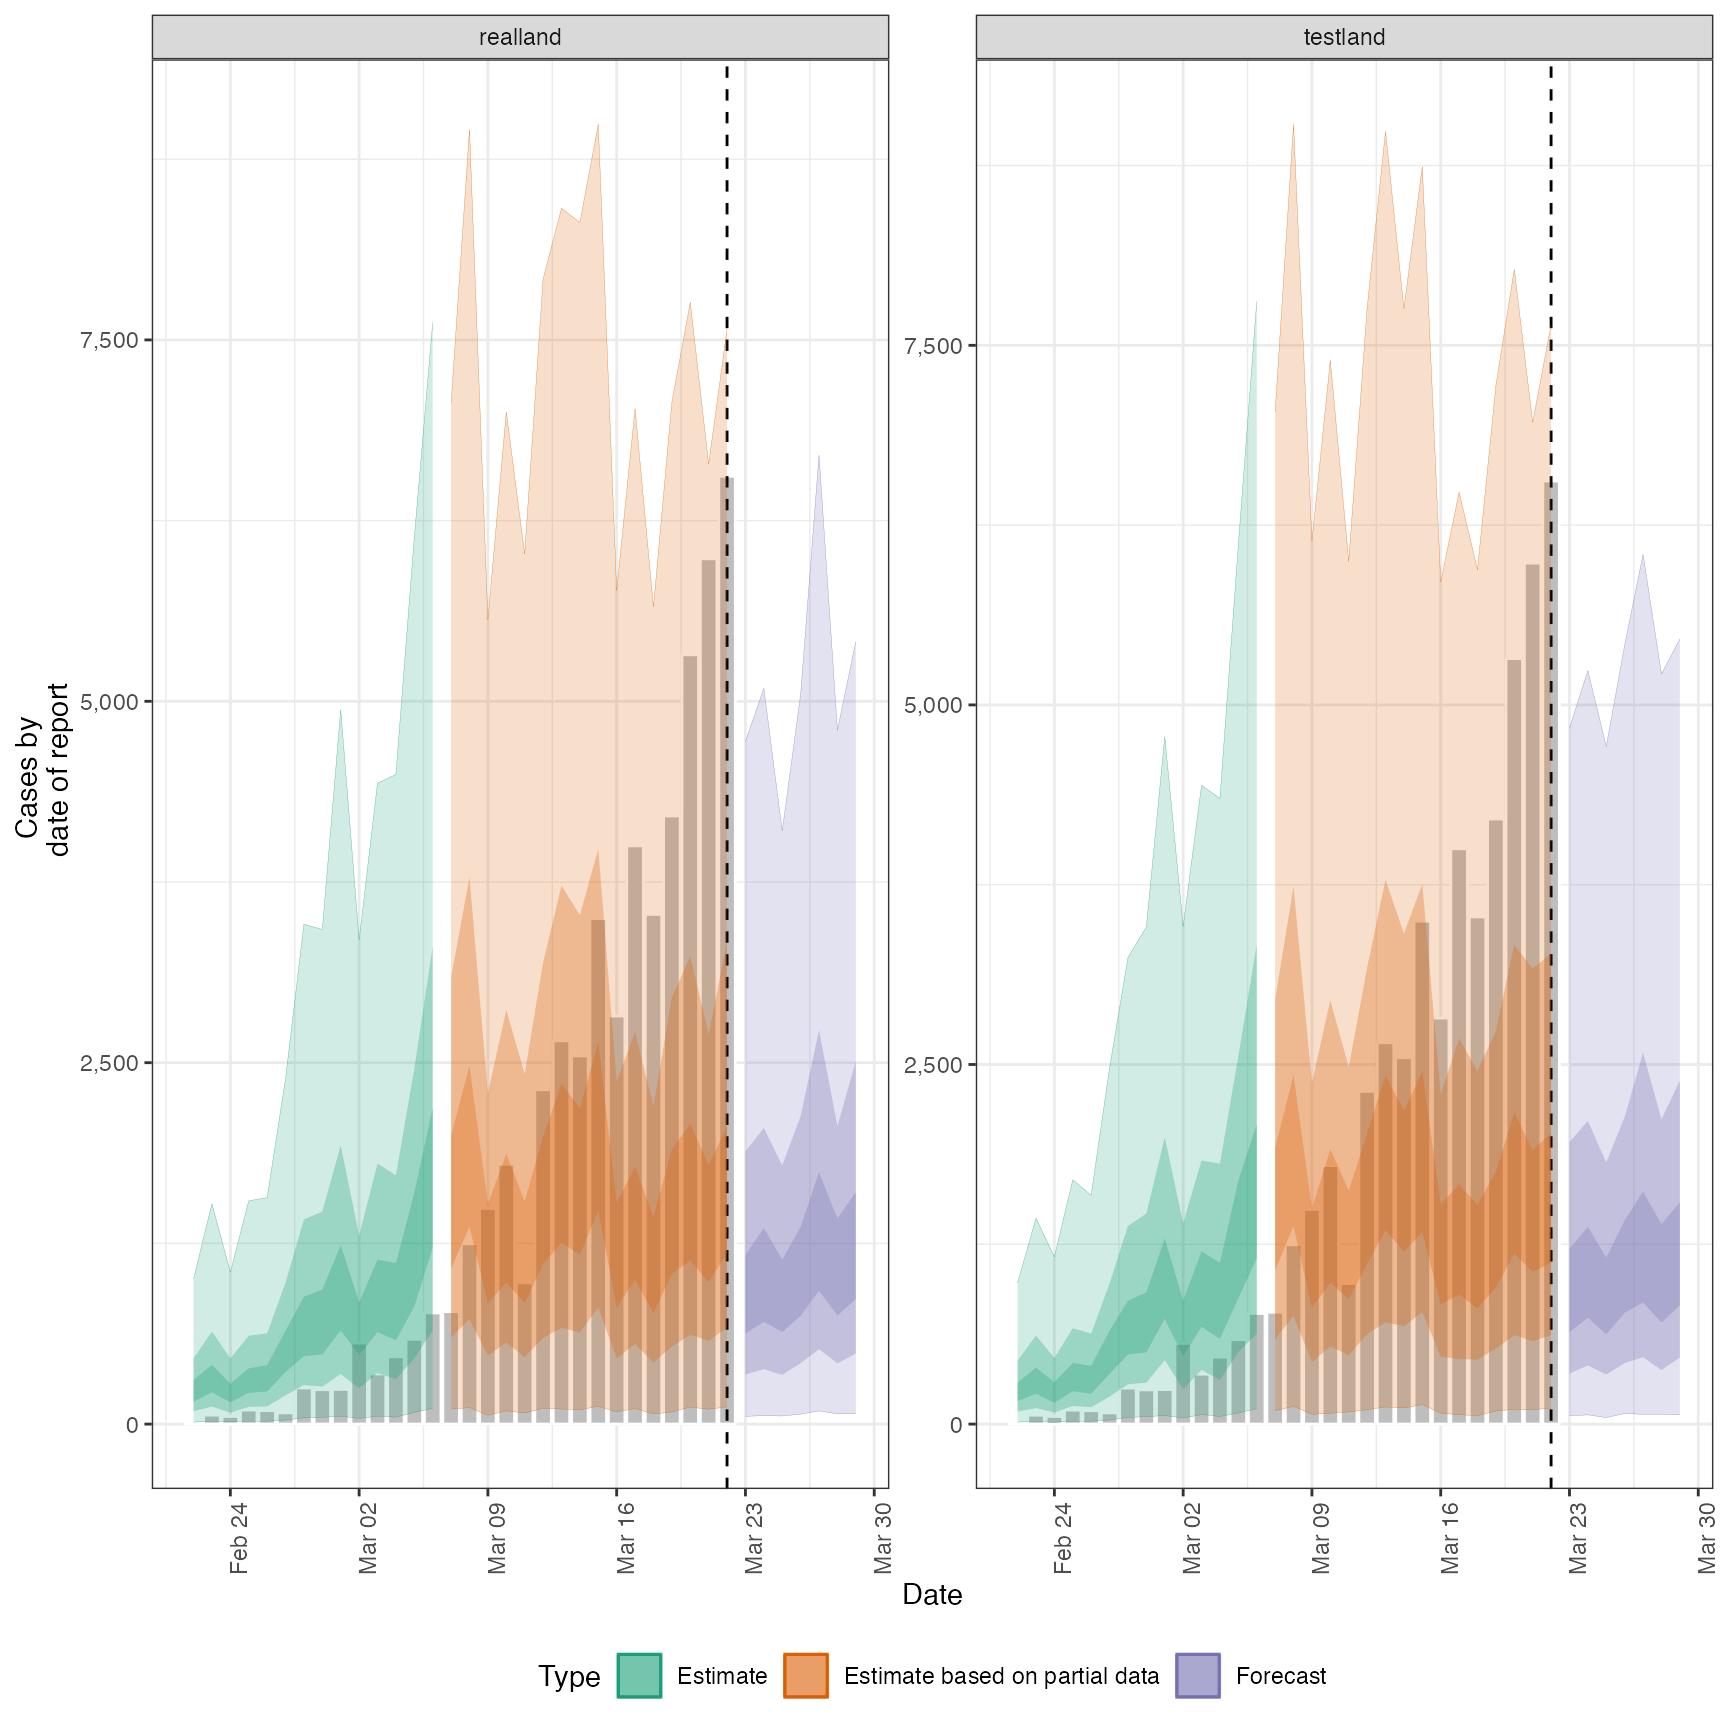 realland
testland
Cases by
date of report
7,500
5,000
2,500
0
7,500
5,000
2,500
0
Feb 24
Mar 02
Mar 09
Mar 16
Mar 23
Mar 30
Feb 24
Mar 02
Mar 09
Mar 16
Mar 23
Mar 30
Date
Type
Estimate
Estimate based on partial data
Forecast